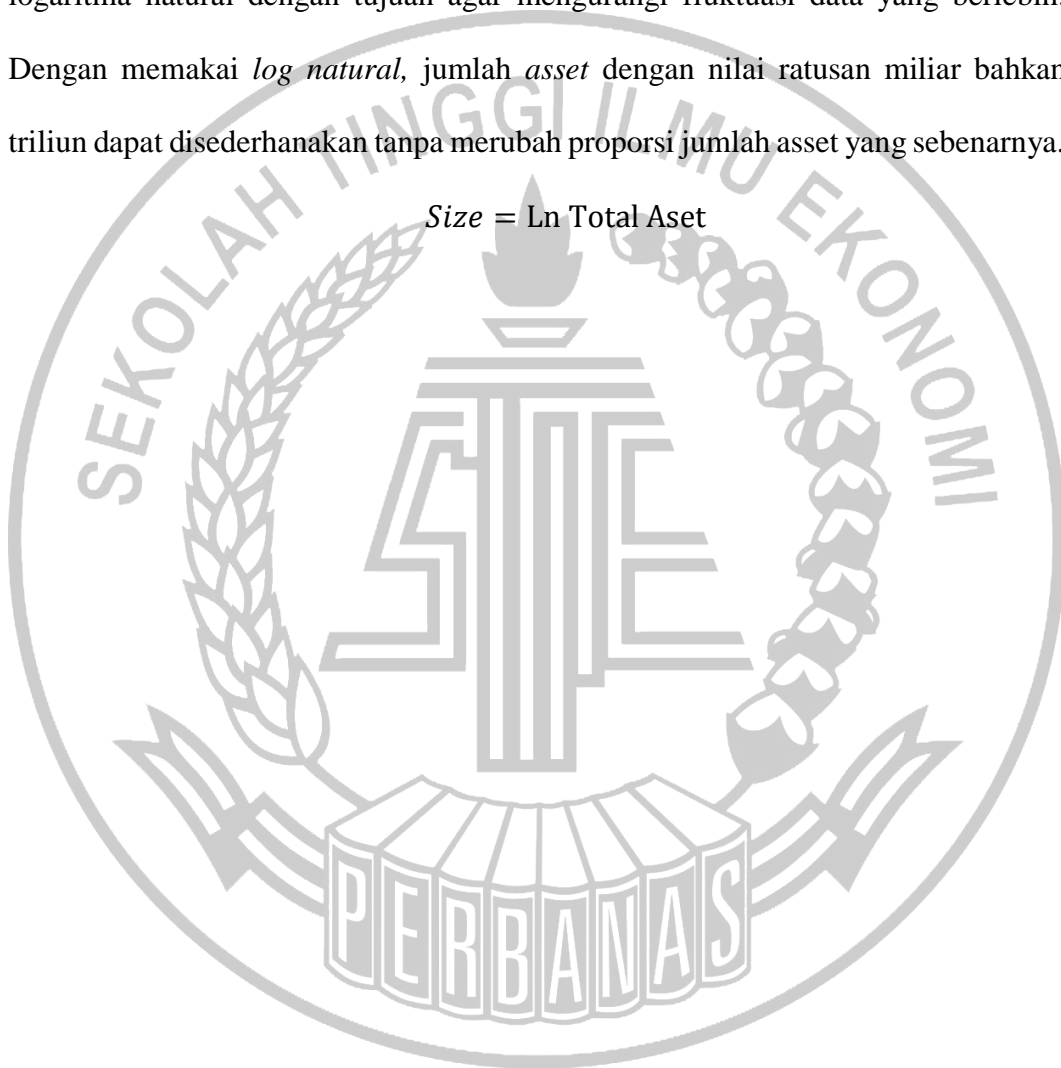 logaritma natural dengan tujuan agar mengurangi fluktuasi data yang berlebih.
Dengan memakai log natural, jumlah asset dengan nilai ratusan miliar bahkan
triliun dapat disederhanakan tanpa merubah proporsi jumlah asset yang sebenarnya.
Size = Ln Total Aset
SEKOLAH TINGGI ILMU EKONOMI
STIE
PERBANAS